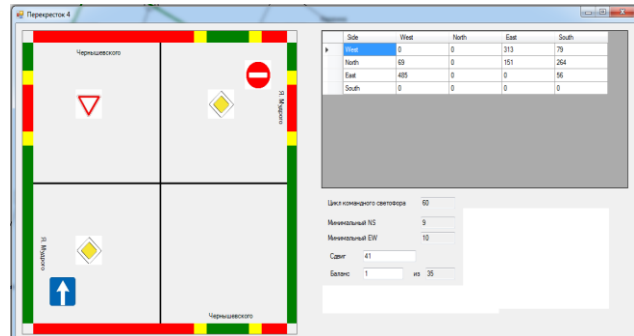 Перекресток 4
Чернышевского
Я. Мудрого
Я. Мудрого
Чернышевского
Side West North East South
West 0 0 313 79
North 69 0 151 264
East 485 0 0 56
South 0 0 0 0
Цикл командного светофора 60
Минимальный NS 9
Минимальный EW 10
Сдвиг 41
Баланс 1 из 35